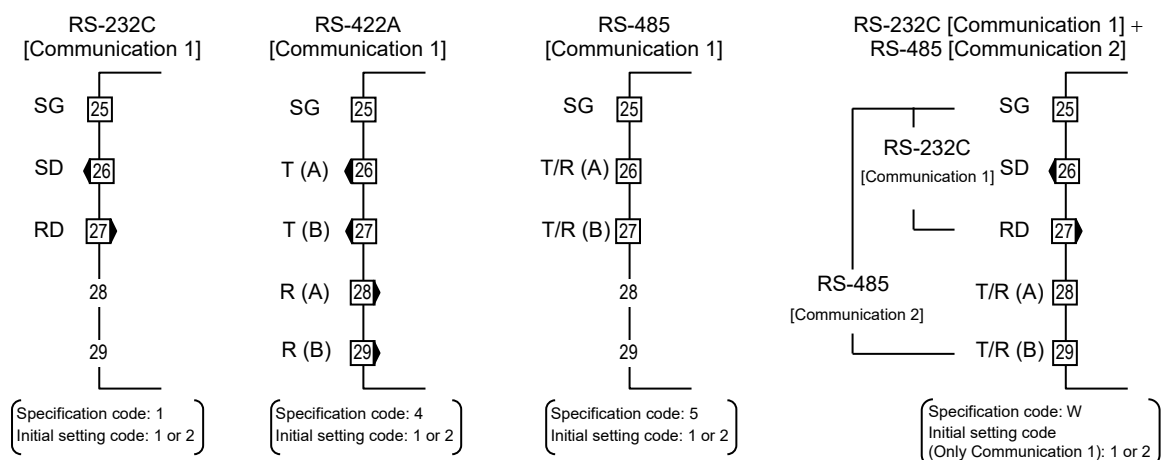 RS-232C
[Communication 1]
SG 25
SD 26
RD 27
28
29
Specification code: 1
Initial setting code: 1 or 2
RS-422A
[Communication 1]
SG 25
T (A) 26
T (B) 27
R (A) 28
R (B) 29
Specification code: 4
Initial setting code: 1 or 2
RS-485
[Communication 1]
SG 25
T/R (A) 26
T/R (B) 27
28
29
Specification code: 5
Initial setting code: 1 or 2
RS-232C [Communication 1] +
RS-485 [Communication 2]
RS-232C
[Communication 1]
RS-485
[Communication 2]
SG 25
SD 26
RD 27
T/R (A) 28
T/R (B) 29
Specification code: W
Initial setting code
(Only Communication 1): 1 or 2